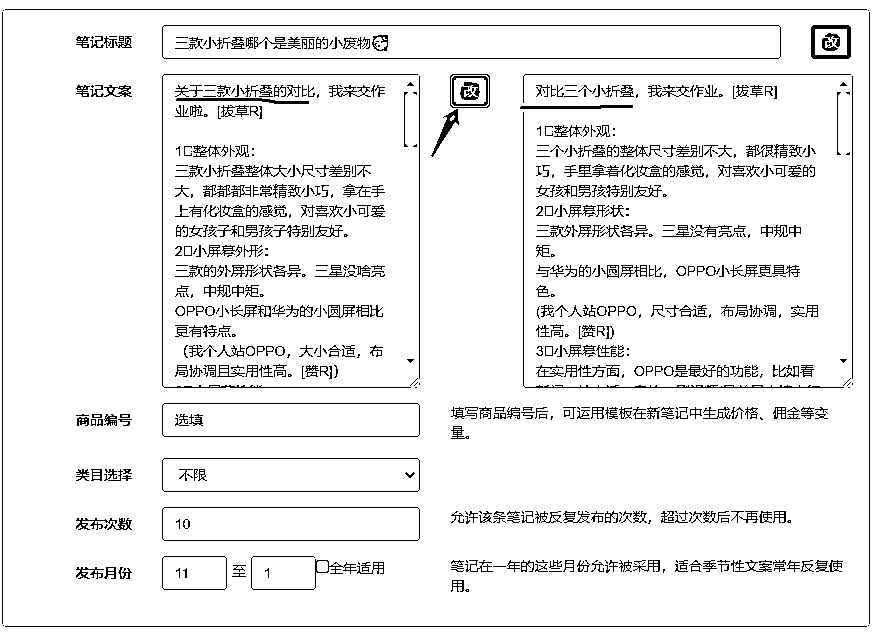 笔记标题
三款小折叠哪个是美丽的小废物
改
笔记文案
关于三款小折叠的对比，我来交作
业啦。[拔草R]
1整体外观：
三款小折叠整体大小尺寸差别不
大，都都都非常精致小巧，拿在手
上有化妆盒的感觉，对喜欢小可爱
的女孩子和男孩子特别友好。
2小屏幕外形：
三款的外屏形状各异。三星没啥亮
点，中规中矩。
OPPO小长屏和华为的小圆屏相比
更有特点。
（我个人站OPPO，大小合适，布
局协调且实用性高。[赞R]）
改
对比三个小折叠，我来交作业。[拔草R]
1整体外观：
三个小折叠的整体尺寸差别不大，都很精致小
巧，手里拿着化妆盒的感觉，对喜欢小可爱的
女孩和男孩特别友好。
2小屏幕形状：
三款外屏形状各异。三星没有亮点，中规中
矩。
与华为的小圆屏相比，OPPO小长屏更具特
色。
(我个人站OPPO，尺寸合适，布局协调，实用
性高。[赞R])
3小屏幕性能：
在实用性方面，OPPO是最好的功能，比如看
商品编号
选填
填写商品编号后，可运用模板在新笔记中生成价格、佣金等变
量。
类目选择
不限
发布次数
10
允许该条笔记被反复发布的次数，超过次数后不再使用。
发布月份
11 至 1 全年适用
笔记在一年的这些月份允许被采用，适合季节性文案常年反复使
用。